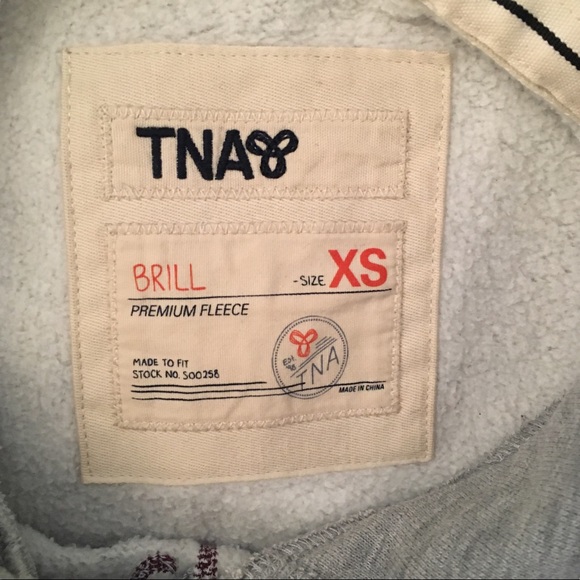 TNA
BRILL -SIZE XS
PREMIUM FLEECE
MADE TO FIT
STOCK NO. S00258
EST. '98
TNA
MADE IN CHINA